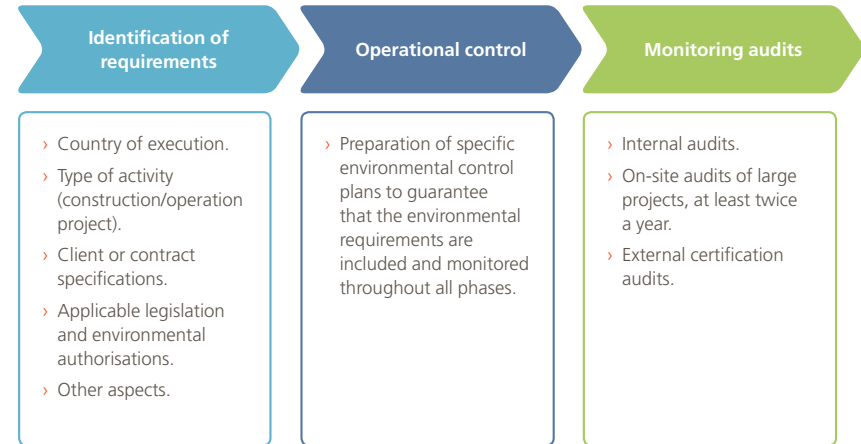 Identification of
requirements
Operational control
Monitoring audits
› Country of execution.
› Type of activity
(construction/operation
project).
› Client or contract
specifications.
› Applicable legislation
and environmental
authorisations.
› Other aspects.
› Preparation of specific
environmental control
plans to guarantee
that the environmental
requirements are
included and monitored
throughout all phases.
› Internal audits.
› On-site audits of large
projects, at least twice
a year.
› External certification
audits.